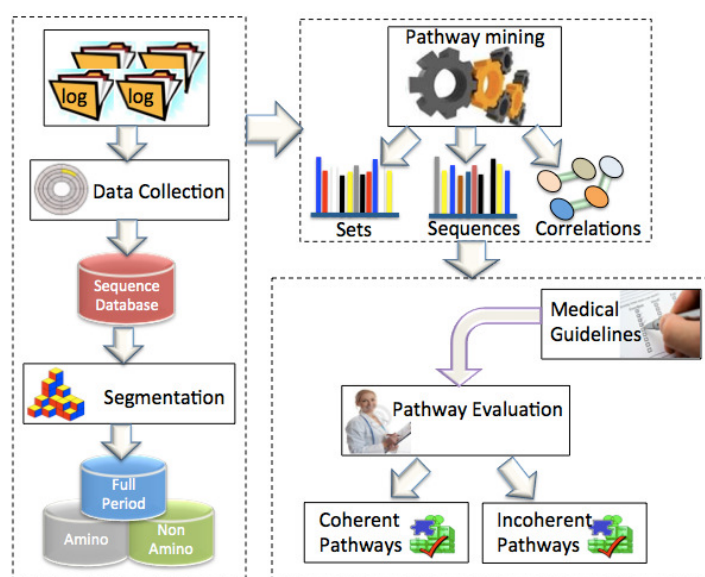 log
log
Data Collection
Sequence
Database
Segmentation
Full
Period
Amino
Non
Amino
Pathway mining
Sets
Sequences
Correlations
Medical
Guidelines
Pathway Evaluation
Coherent
Pathways
Incoherent
Pathways